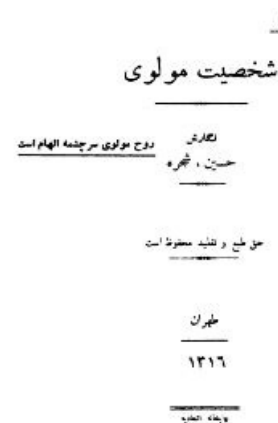 شخصیت مولوی
نگارش
روح مولوی سرچشمه الهام است
حسین ، شجره
حق طبع و تقلید محفوظ است
طهران
۱۳۱۶